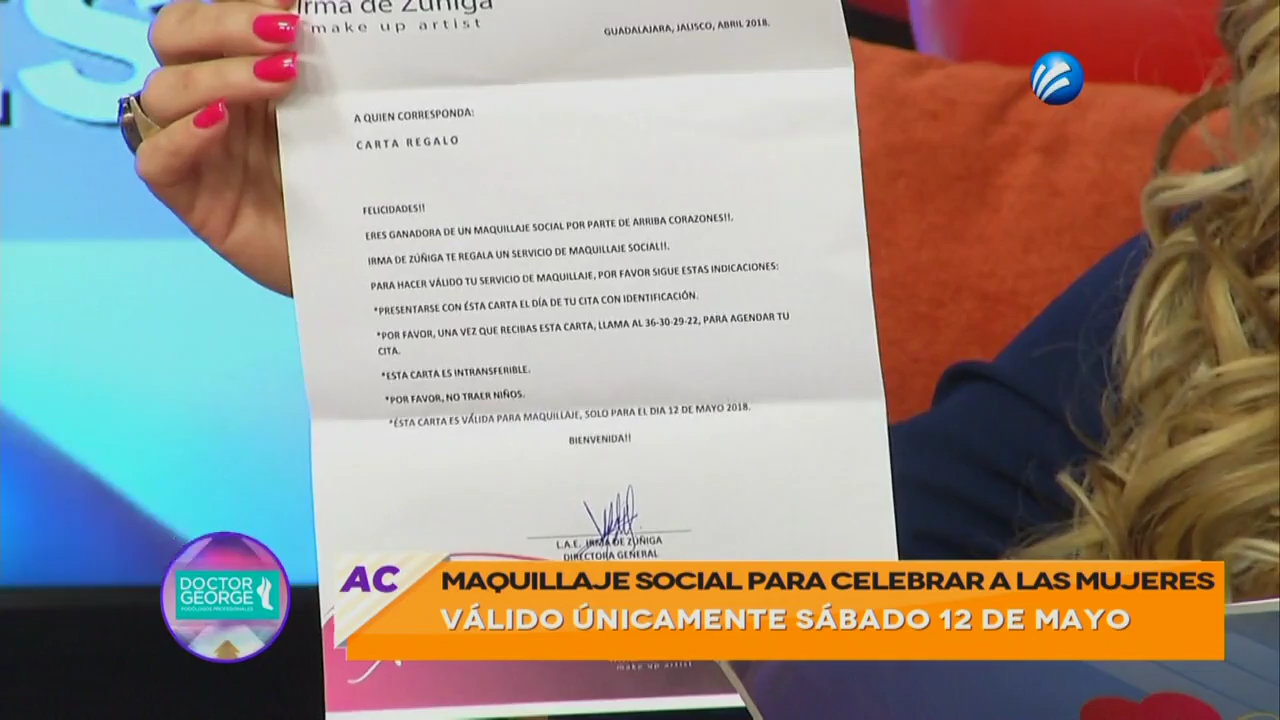 Irma de Zúñiga
make up artist
GUADALAJARA, JALISCO, ABRIL 2018.
A QUIEN CORRESPONDA:
CARTA REGALO
FELICIDADES!!
ERES GANADORA DE UN MAQUILLAJE SOCIAL POR PARTE DE ARRIBA CORAZONES!!.
IRMA DE ZÚÑIGA TE REGALA UN SERVICIO DE MAQUILLAJE SOCIAL!!.
PARA HACER VÁLIDO TU SERVICIO DE MAQUILLAJE, POR FAVOR SIGUE ESTAS INDICACIONES:
*PRESENTARSE CON ÉSTA CARTA EL DÍA DE TU CITA CON IDENTIFICACIÓN.
*POR FAVOR, UNA VEZ QUE RECIBAS ESTA CARTA, LLAMA AL 36-30-29-22, PARA AGENDAR TU
CITA.
*ESTA CARTA ES INTRANSFERIBLE.
*POR FAVOR, NO TRAER NIÑOS.
*ÉSTA CARTA ES VÁLIDA PARA MAQUILLAJE, SOLO PARA EL DIA 12 DE MAYO 2018.
BIENVENIDA!!
L.A.E. IRMA DE ZUÑIGA
DIRECTORA GENERAL
DOCTOR
GEORGE
PODÓLOGOS PROFESIONALES
AC
MAQUILLAJE SOCIAL PARA CELEBRAR A LAS MUJERES
VÁLIDO ÚNICAMENTE SÁBADO 12 DE MAYO
make up artist